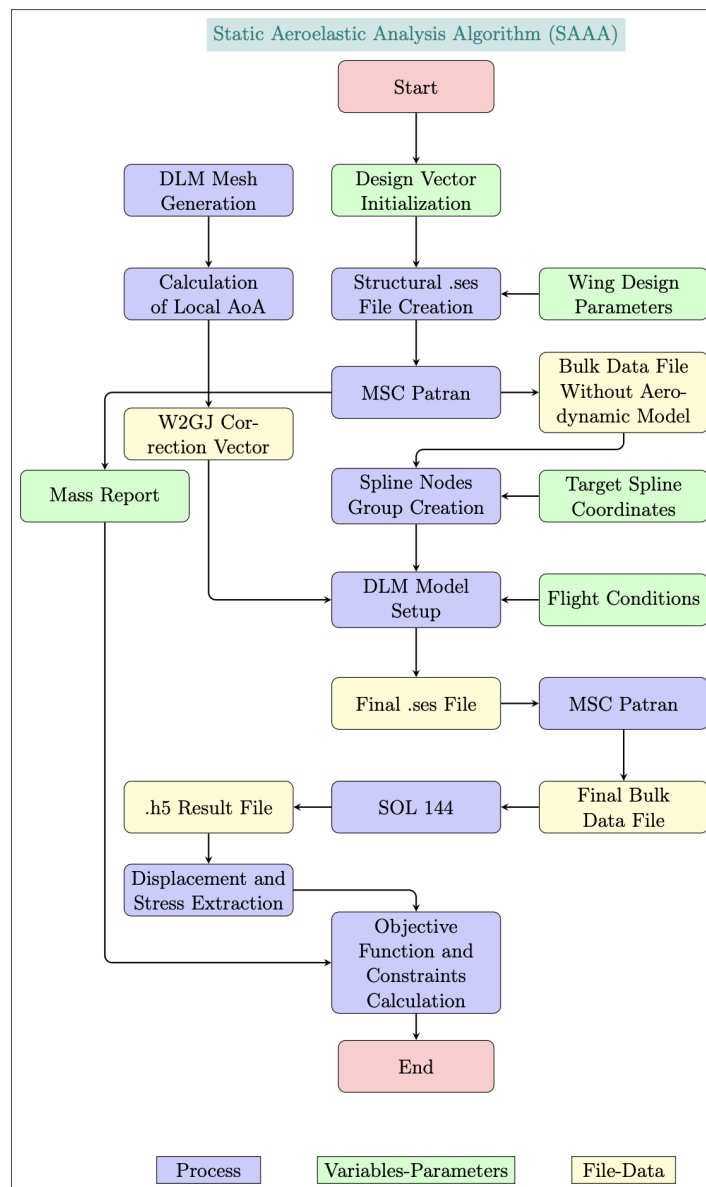 Static Aeroelastic Analysis Algorithm (SAAA)
Start
DLM Mesh
Generation
Design Vector
Initialization
Calculation
of Local AoA
Structural .ses
File Creation
Wing Design
Parameters
MSC Patran
Bulk Data File
Without Aero-
dynamic Model
W2GJ Cor-
rection Vector
Mass Report
Spline Nodes
Group Creation
Target Spline
Coordinates
DLM Model
Setup
Flight Conditions
Final .ses File
MSC Patran
.h5 Result File
SOL 144
Final Bulk
Data File
Displacement and
Stress Extraction
Objective
Function and
Constraints
Calculation
End
Process
Variables-Parameters
File-Data